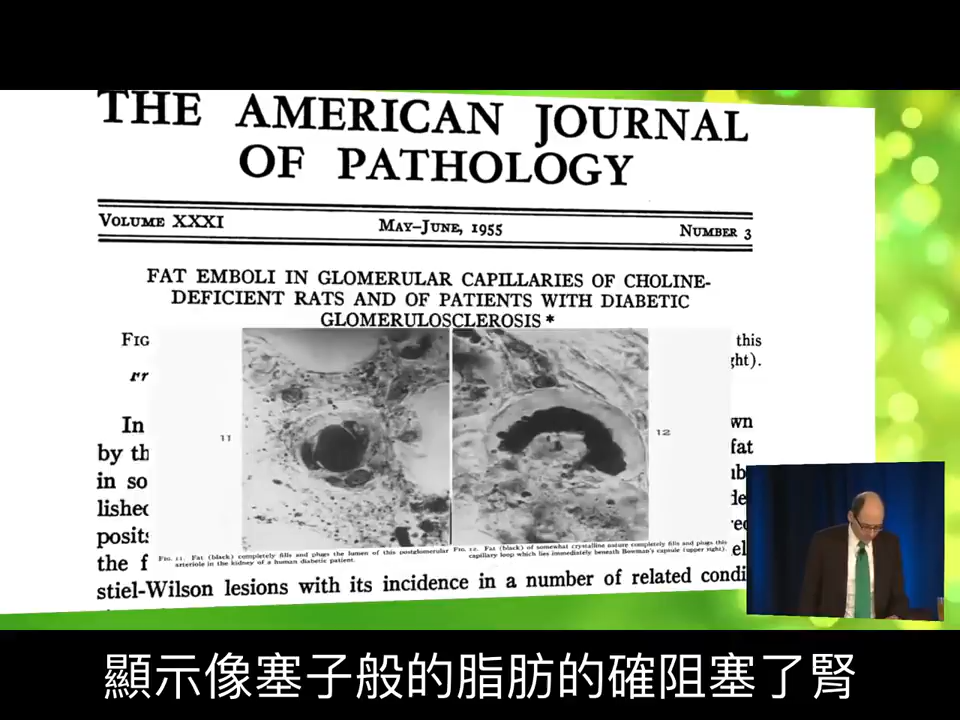 THE AMERICAN JOURNAL
OF PATHOLOGY
VOLUME XXXI MAY–JUNE, 1955 NUMBER 3
FAT EMBOLI IN GLOMERULAR CAPILLARIES OF CHOLINE-
DEFICIENT RATS AND OF PATIENTS WITH DIABETIC
GLOMERULOSCLEROSIS *
FIG this
ght).
In wn
by th fat
in so
lished
posits
the f
11
12
FIG. 11. Fat (black) completely fills and plugs the lumen of this postglomerular
arteriole in the kidney of a human diabetic patient.
FIG. 12. Fat (black) of somewhat crystalline nature completely fills and plugs this
capillary loop which lies immediately beneath Bowman's capsule (upper right).
stiel-Wilson lesions with its incidence in a number of related condi
顯示像塞子般的脂肪的確阻塞了腎